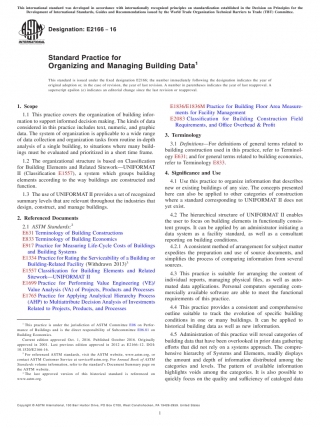 This international standard was developed in accordance with internationally recognized principles on standardization established in the Decision on Principles for the
Development of International Standards, Guides and Recommendations issued by the World Trade Organization Technical Barriers to Trade (TBT) Committee.
Designation: E2166 − 16
Standard Practice for
Organizing and Managing Building Data¹
This standard is issued under the fixed designation E2166; the number immediately following the designation indicates the year of
original adoption or, in the case of revision, the year of last revision. A number in parentheses indicates the year of last reapproval. A
superscript epsilon (ε) indicates an editorial change since the last revision or reapproval.
1. Scope
1.1 This practice covers the organization of building infor-
mation to support informed decision making. The kinds of data
considered in this practice includes text, numeric, and graphic
data. The system of organization is applicable to a wide range
of data collection and organization tasks from routine in-depth
analysis of a single building, to situations where many build-
ings must be evaluated and prioritized in a short time frame.
1.2 The organizational structure is based on Classification
for Building Elements and Related Sitework—UNIFORMAT
II (Classification E1557), a system which groups building
elements according to the way buildings are constructed and
function.
1.3 The use of UNIFORMAT II provides a set of recognized
summary levels that are relevant throughout the industries that
design, construct, and manage buildings.
2. Referenced Documents
2.1 ASTM Standards:²
E631 Terminology of Building Constructions
E833 Terminology of Building Economics
E917 Practice for Measuring Life-Cycle Costs of Buildings
and Building Systems
E1334 Practice for Rating the Serviceability of a Building or
Building-Related Facility (Withdrawn 2013)³
E1557 Classification for Building Elements and Related
Sitework—UNIFORMAT II
E1699 Practice for Performing Value Engineering (VE)/
Value Analysis (VA) of Projects, Products and Processes
E1765 Practice for Applying Analytical Hierarchy Process
(AHP) to Multiattribute Decision Analysis of Investments
Related to Projects, Products, and Processes
¹ This practice is under the jurisdiction of ASTM Committee E06 on Perfor-
mance of Buildings and is the direct responsibility of Subcommittee E06.81 on
Building Economics.
Current edition approved Oct. 1, 2016. Published October 2016. Originally
approved in 2001. Last previous edition approved in 2012 as E2166–12. DOI:
10.1520/E2166-16.
² For referenced ASTM standards, visit the ASTM website, www.astm.org, or
contact ASTM Customer Service at service@astm.org. For Annual Book of ASTM
Standards volume information, refer to the standard's Document Summary page on
the ASTM website.
³ The last approved version of this historical standard is referenced on
www.astm.org.
E1836/E1836M Practice for Building Floor Area Measure-
ments for Facility Management
E2083 Classification for Building Construction Field
Requirements, and Office Overhead & Profit
3. Terminology
3.1 Definitions—For definitions of general terms related to
building construction used in this practice, refer to Terminol-
ogy E631; and for general terms related to building economics,
refer to Terminology E833.
4. Significance and Use
4.1 Use this practice to organize information that describes
new or existing buildings of any size. The concepts presented
here can also be applied to other categories of construction
where a standard corresponding to UNIFORMAT II does not
yet exist.
4.2 The hierarchical structure of UNIFORMAT II enables
the user to focus on building elements in functionally consis-
tent groups. It can be applied by an administrator initiating a
data system as a facility standard, as well as a consultant
reporting on building conditions.
4.2.1 A consistent method of arrangement for subject matter
expedites the preparation and use of source documents, and
simplifies the process of comparing information from several
sources.
4.3 This practice is suitable for arranging the content of
individual reports, managing physical files, as well as auto-
mated data applications. Personal computers operating com-
mercially available software are able to meet the functional
requirements of this practice.
4.4 This practice provides a consistent and comprehensive
outline suitable to track the evolution of specific building
conditions in one or many buildings. It can be applied to
historical building data as well as new information.
4.5 Administration of this practice will reveal categories of
building data that have been overlooked in prior data gathering
efforts that did not rely on a systems approach. The compre-
hensive hierarchy of Systems and Elements, readily displays
the amount and depth of information distributed among the
categories and levels. The pattern of available information
highlights voids among the categories. It is also possible to
quickly focus on the quality and sufficiency of cataloged data
Copyright © ASTM International, 100 Barr Harbor Drive, PO Box C700, West Conshohocken, PA 19428-2959. United States
1